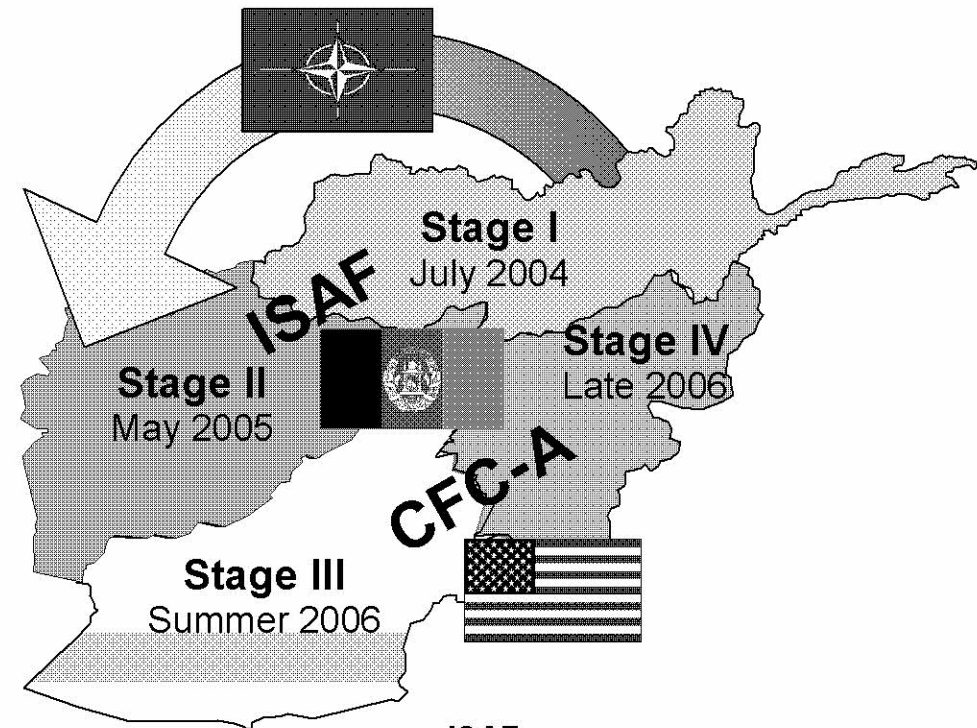 Stage I
July 2004
ISAF
Stage IV
Late 2006
Stage II
May 2005
CFC-A
Stage III
Summer 2006